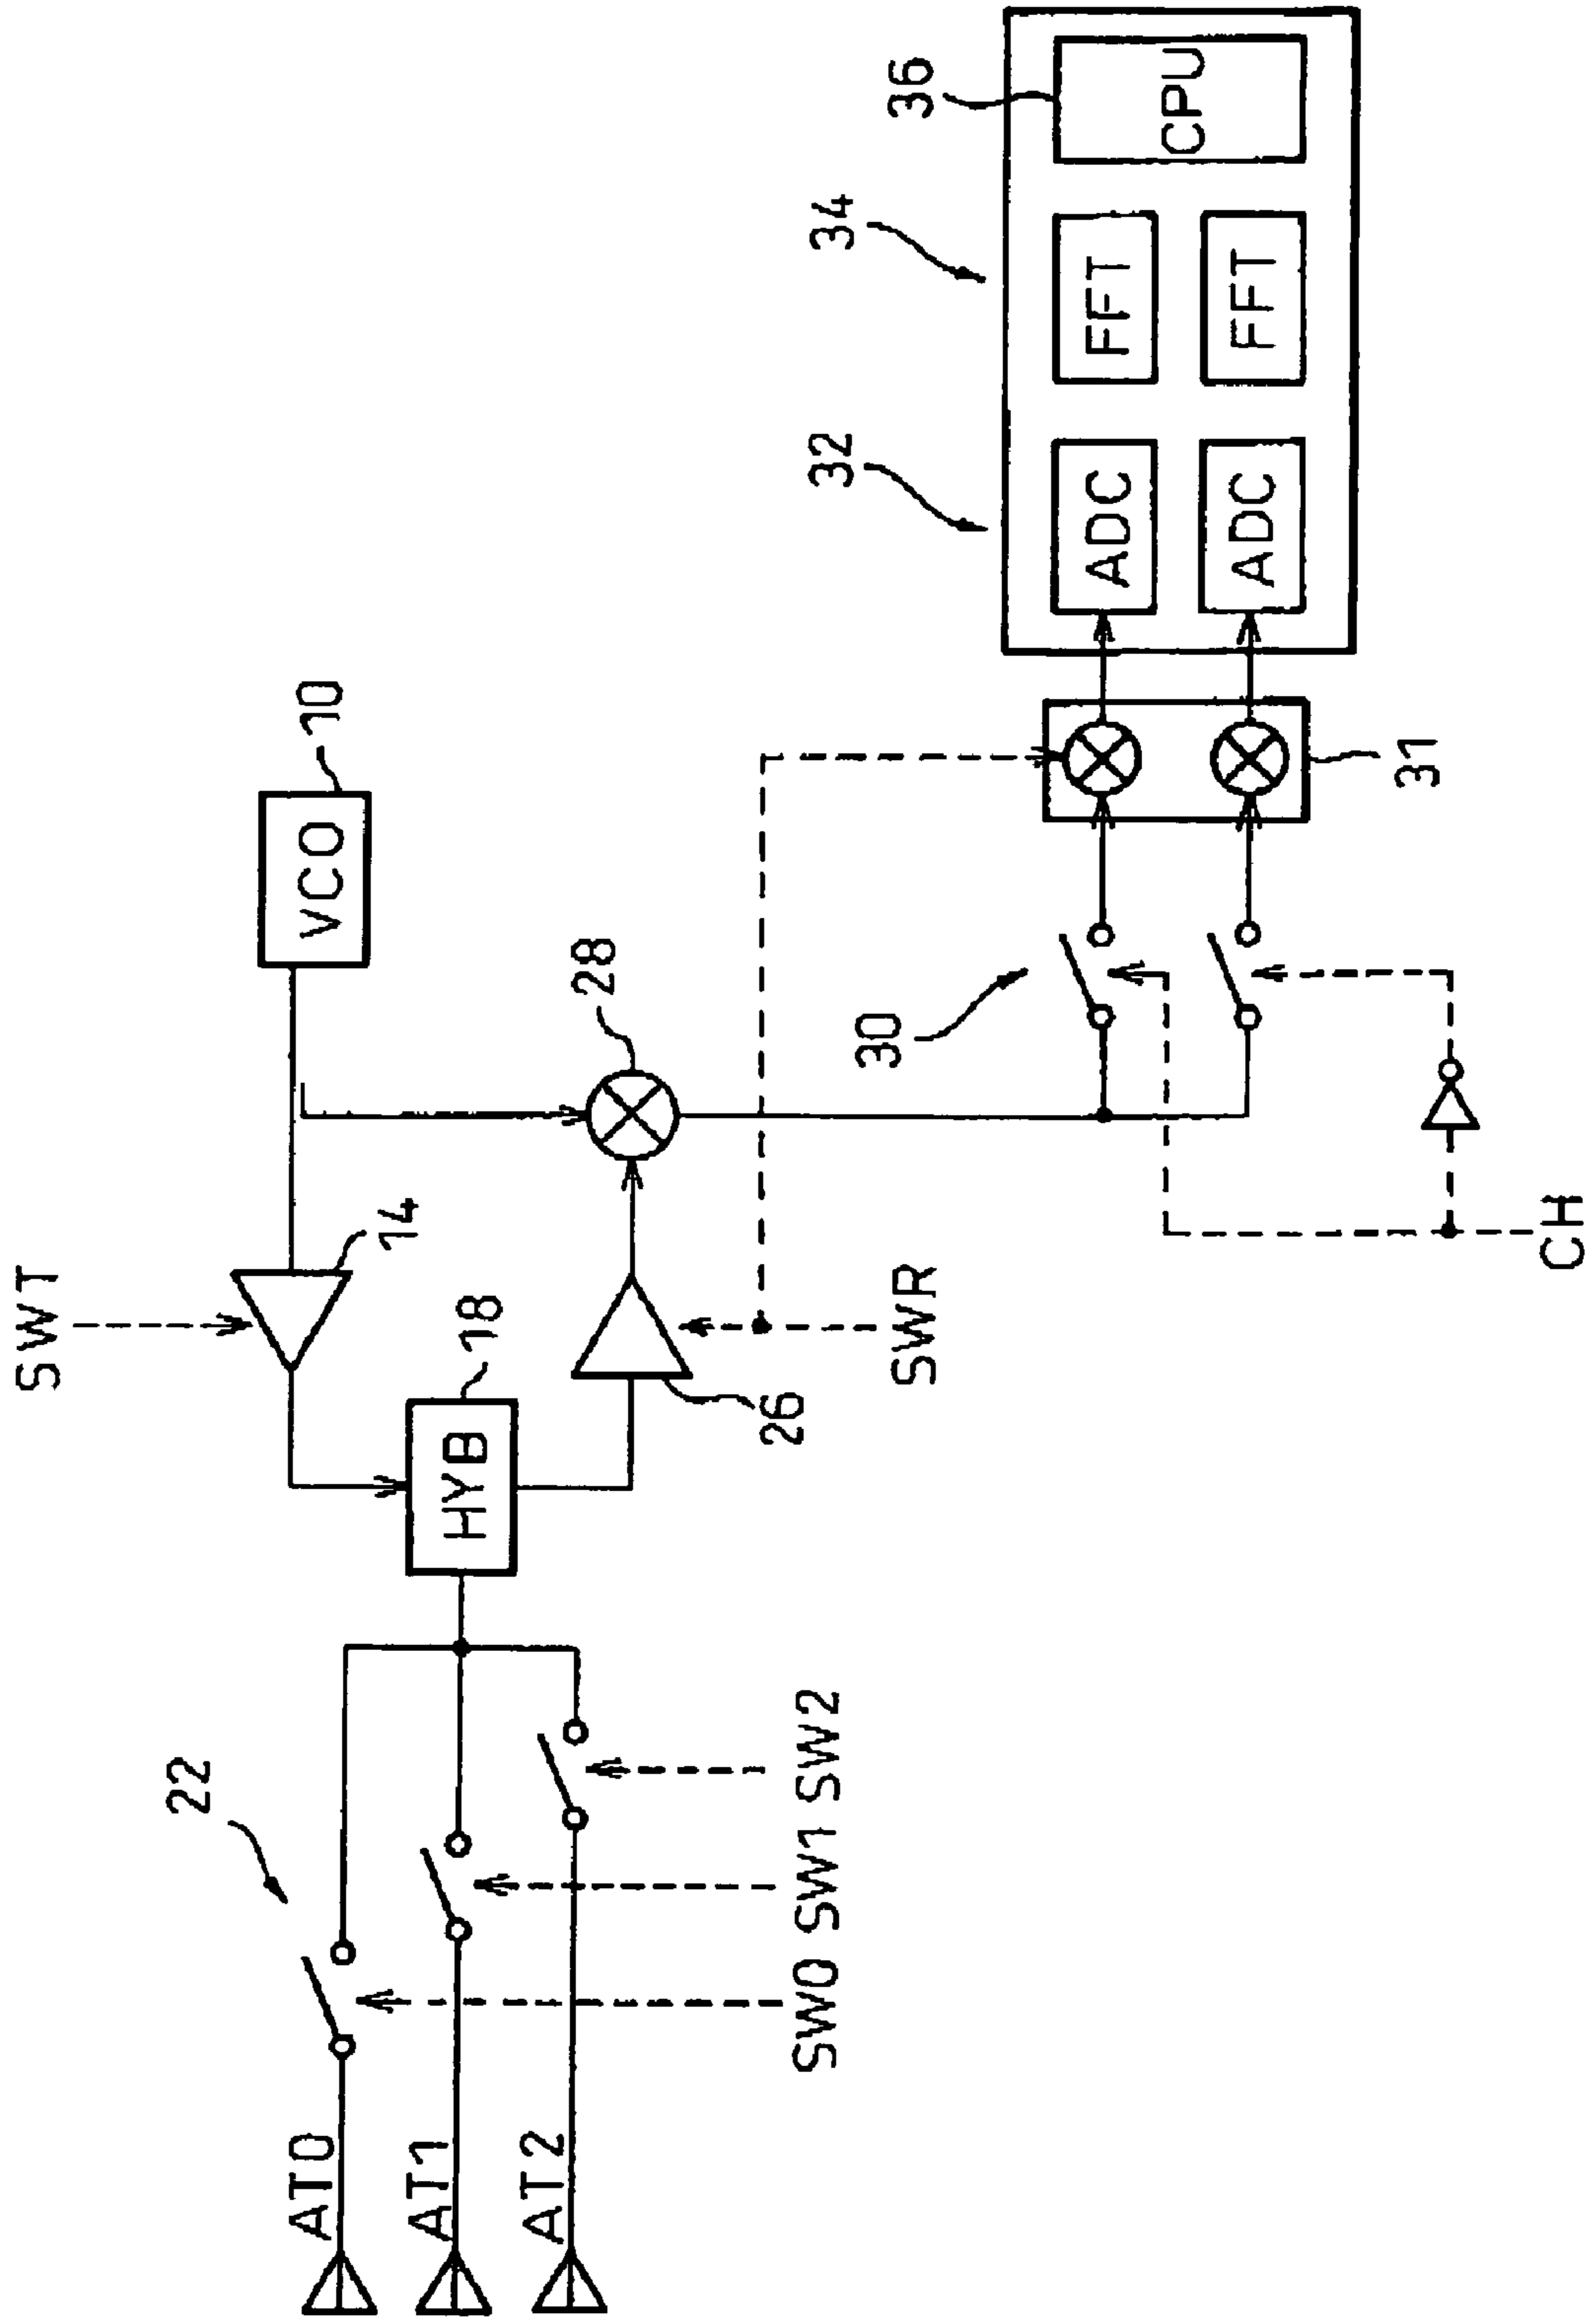 SWT
VCO
10
14
HYB
18
28
26
SWR
22
AT0
AT1
AT2
SW0 SW1 SW2
30
CH
31
32
34
36
ADC
FFT
CPU
ADC
FFT